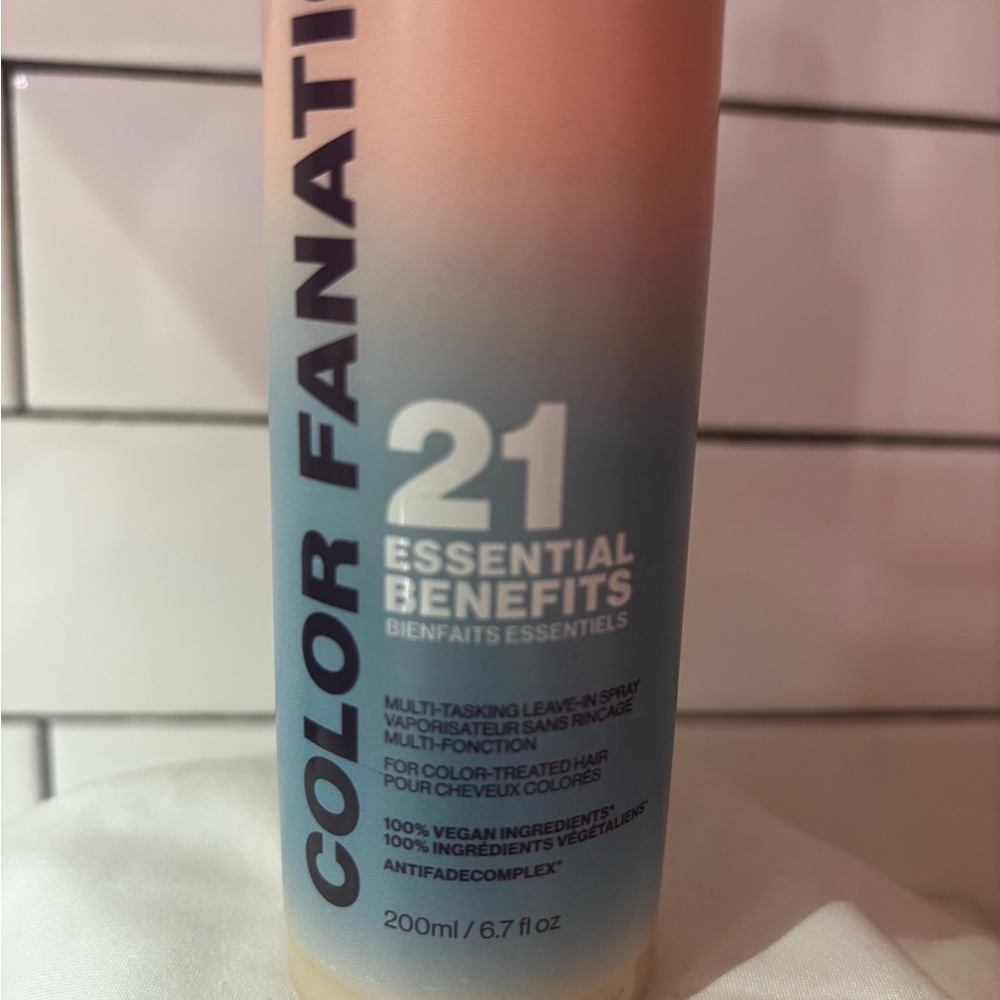 COLOR FANATIC
21
ESSENTIAL
BENEFITS
BIENFAITS ESSENTIELS
MULTI-TASKING LEAVE-IN SPRAY
VAPORISATEUR SANS RINCAGE
MULTI-FONCTION
FOR COLOR-TREATED HAIR
POUR CHEVEUX COLORÉS
100% VEGAN INGREDIENTS*
100% INGRÉDIENTS VÉGÉTALIENS*
ANTIFADECOMPLEX*
200ml / 6.7 fl oz